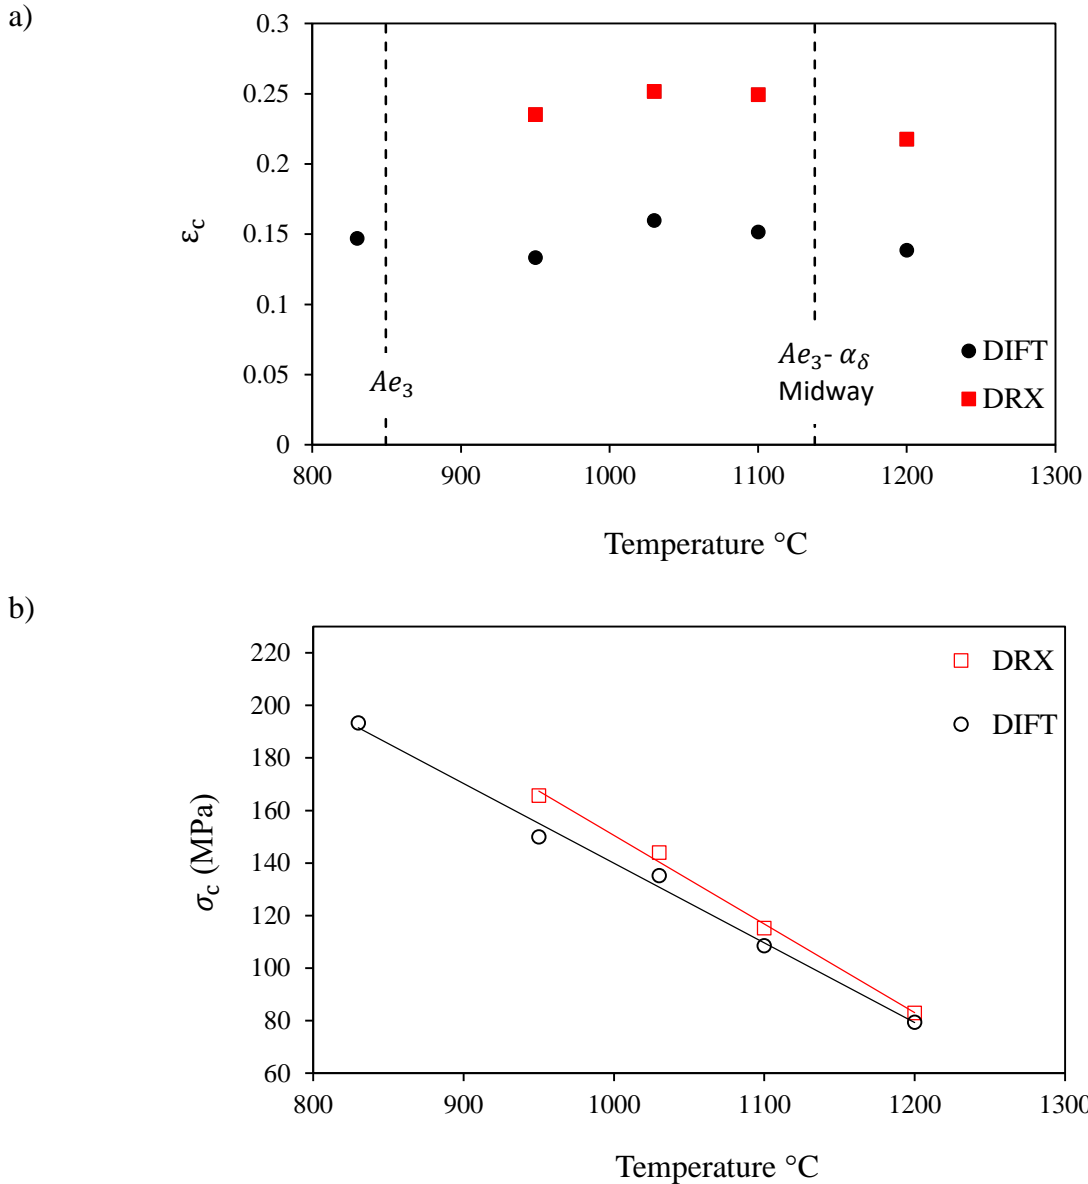 a)
0.3
0.25
0.2
0.15
0.1
0.05
0
εc
Ae3
Ae3- αδ
Midway
DIFT
DRX
800
900
1000
1100
1200
1300
Temperature °C
b)
220
200
180
160
140
120
100
80
60
σc (MPa)
DRX
DIFT
800
900
1000
1100
1200
1300
Temperature °C